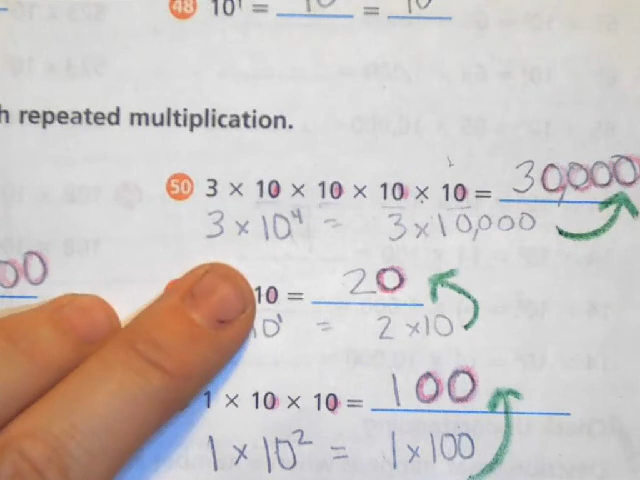 48 10¹ = 10 = 10
h repeated multiplication.
50 3 × 10 × 10 × 10 × 10 = 30,000
3 × 10⁴ = 3 × 10,000
00
10 = 20
10¹ = 2 × 10
1 × 10 × 10 = 100
1 × 10² = 1 × 100